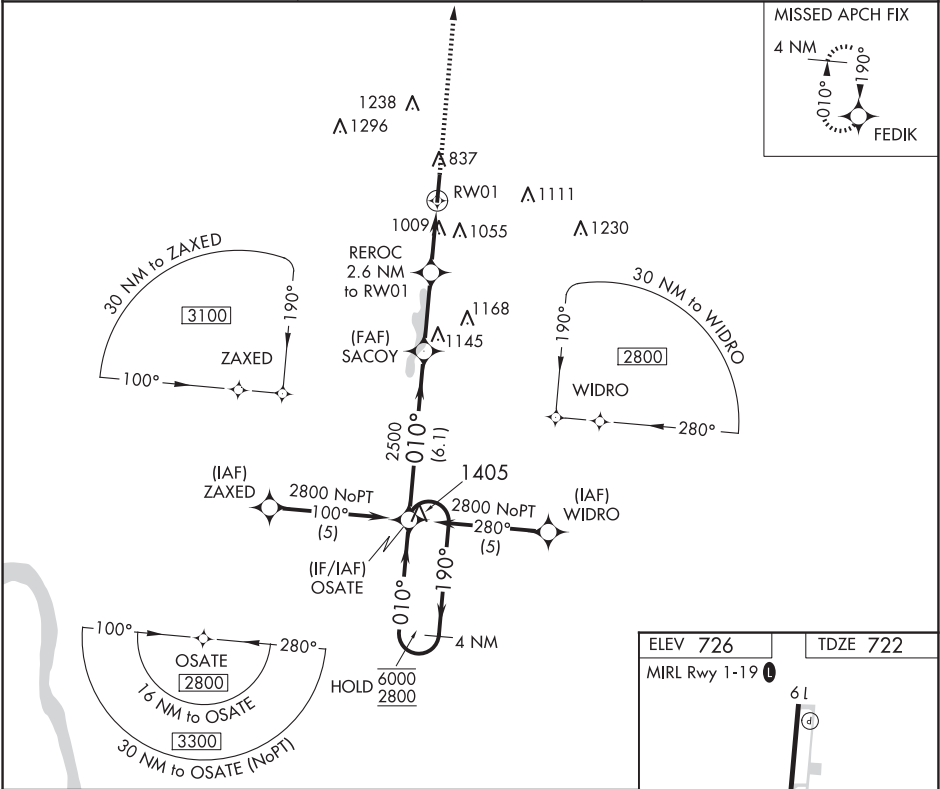 MISSED APCH FIX
4 NM
190°
010°
FEDIK
1238
1296
837
RW01
1111
1009
1055
1230
REROC
2.6 NM
to RW01
1168
(FAF)
SACOY
1145
30 NM to ZAXED
3100
190°
ZAXED
100°
30 NM to WIDRO
190°
2800
WIDRO
280°
2500
010°
(6.1)
1405
(IAF)
ZAXED
2800 NoPT
100°
(5)
2800 NoPT
280°
(5)
(IAF)
WIDRO
(IF/IAF)
OSATE
010°
190°
4 NM
HOLD 6000
2800
100°
280°
OSATE
2800
16 NM to OSATE
3300
30 NM to OSATE (NoPT)
ELEV 726
TDZE 722
MIRL Rwy 1-19 L
19
P